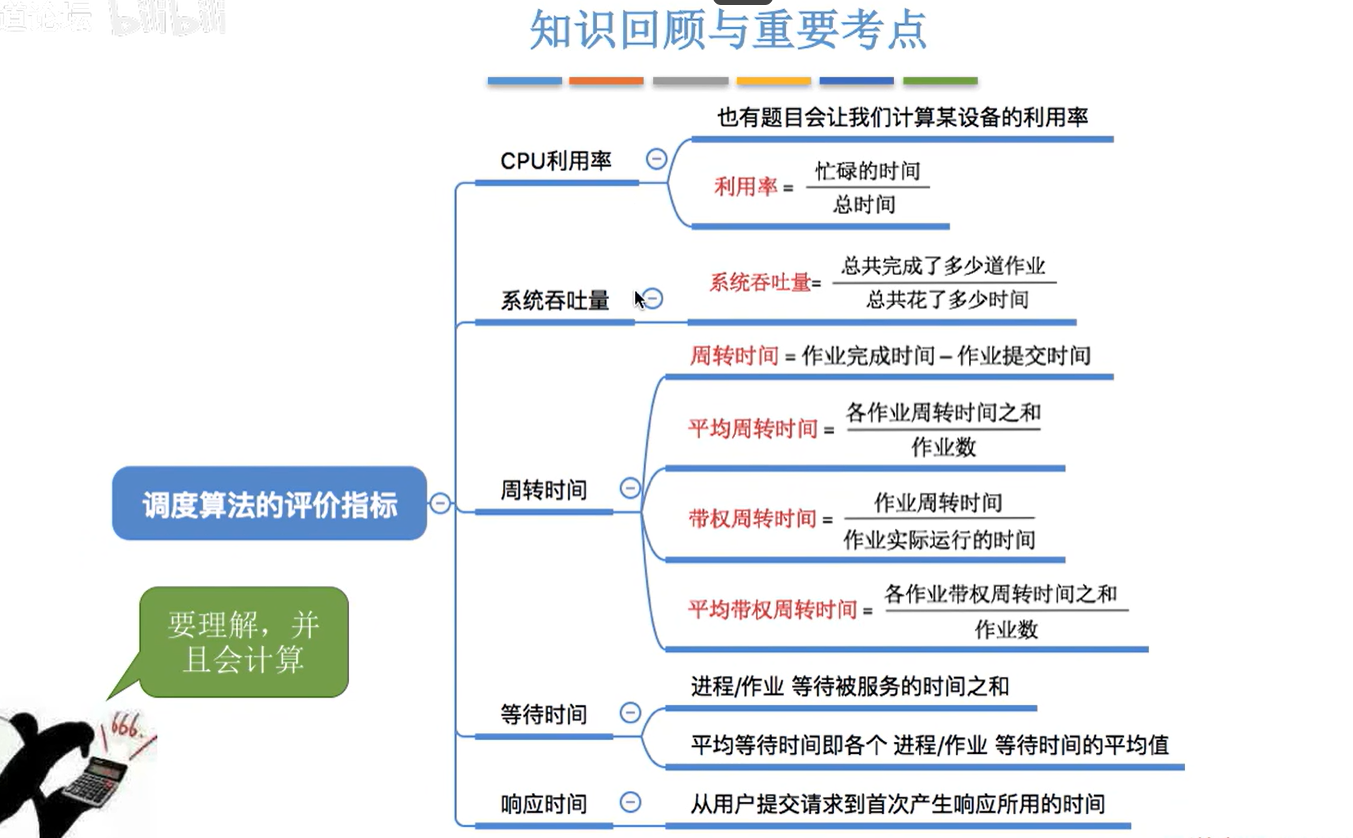 道论坛 bilibili
知识回顾与重要考点
也有题目会让我们计算某设备的利用率
CPU利用率
利用率 = 忙碌的时间
总时间
系统吞吐量
系统吞吐量= 总共完成了多少道作业
总共花了多少时间
周转时间 = 作业完成时间 – 作业提交时间
平均周转时间 = 各作业周转时间之和
作业数
周转时间
带权周转时间 = 作业周转时间
作业实际运行的时间
平均带权周转时间 = 各作业带权周转时间之和
作业数
调度算法的评价指标
要理解，并
且会计算
666.
进程/作业 等待被服务的时间之和
等待时间
平均等待时间即各个 进程/作业 等待时间的平均值
响应时间
从用户提交请求到首次产生响应所用的时间